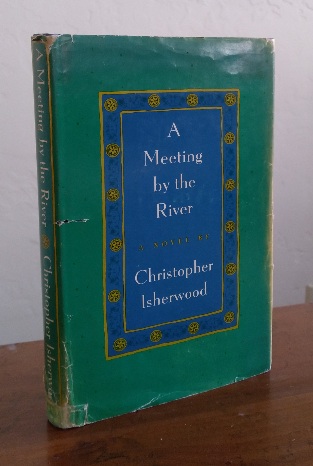 A
Meeting
by the
River
A NOVEL BY
Christopher
Isherwood
A Meeting by the River Christopher Isherwood